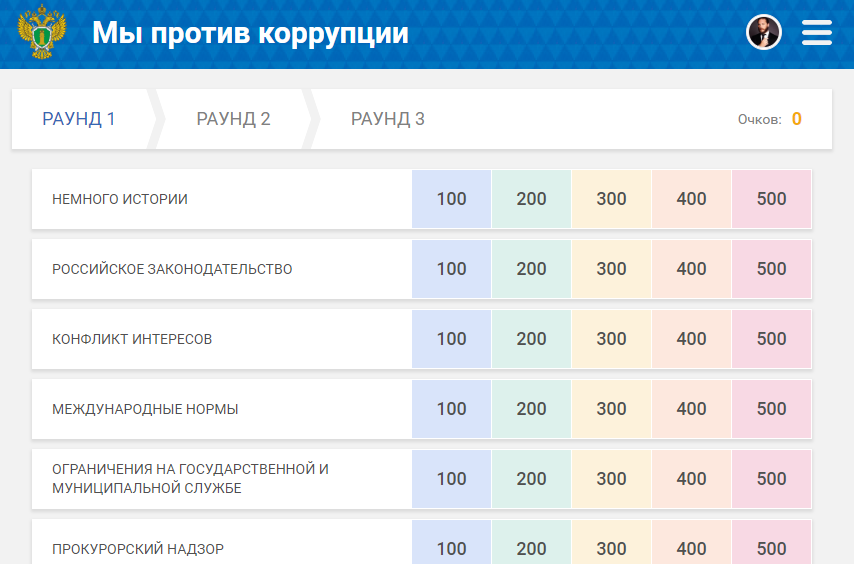 Мы против коррупции
РАУНД 1 РАУНД 2 РАУНД 3 Очков: 0
НЕМНОГО ИСТОРИИ 100 200 300 400 500
РОССИЙСКОЕ ЗАКОНОДАТЕЛЬСТВО 100 200 300 400 500
КОНФЛИКТ ИНТЕРЕСОВ 100 200 300 400 500
МЕЖДУНАРОДНЫЕ НОРМЫ 100 200 300 400 500
ОГРАНИЧЕНИЯ НА ГОСУДАРСТВЕННОЙ И
МУНИЦИПАЛЬНОЙ СЛУЖБЕ 100 200 300 400 500
ПРОКУРОРСКИЙ НАДЗОР 100 200 300 400 500